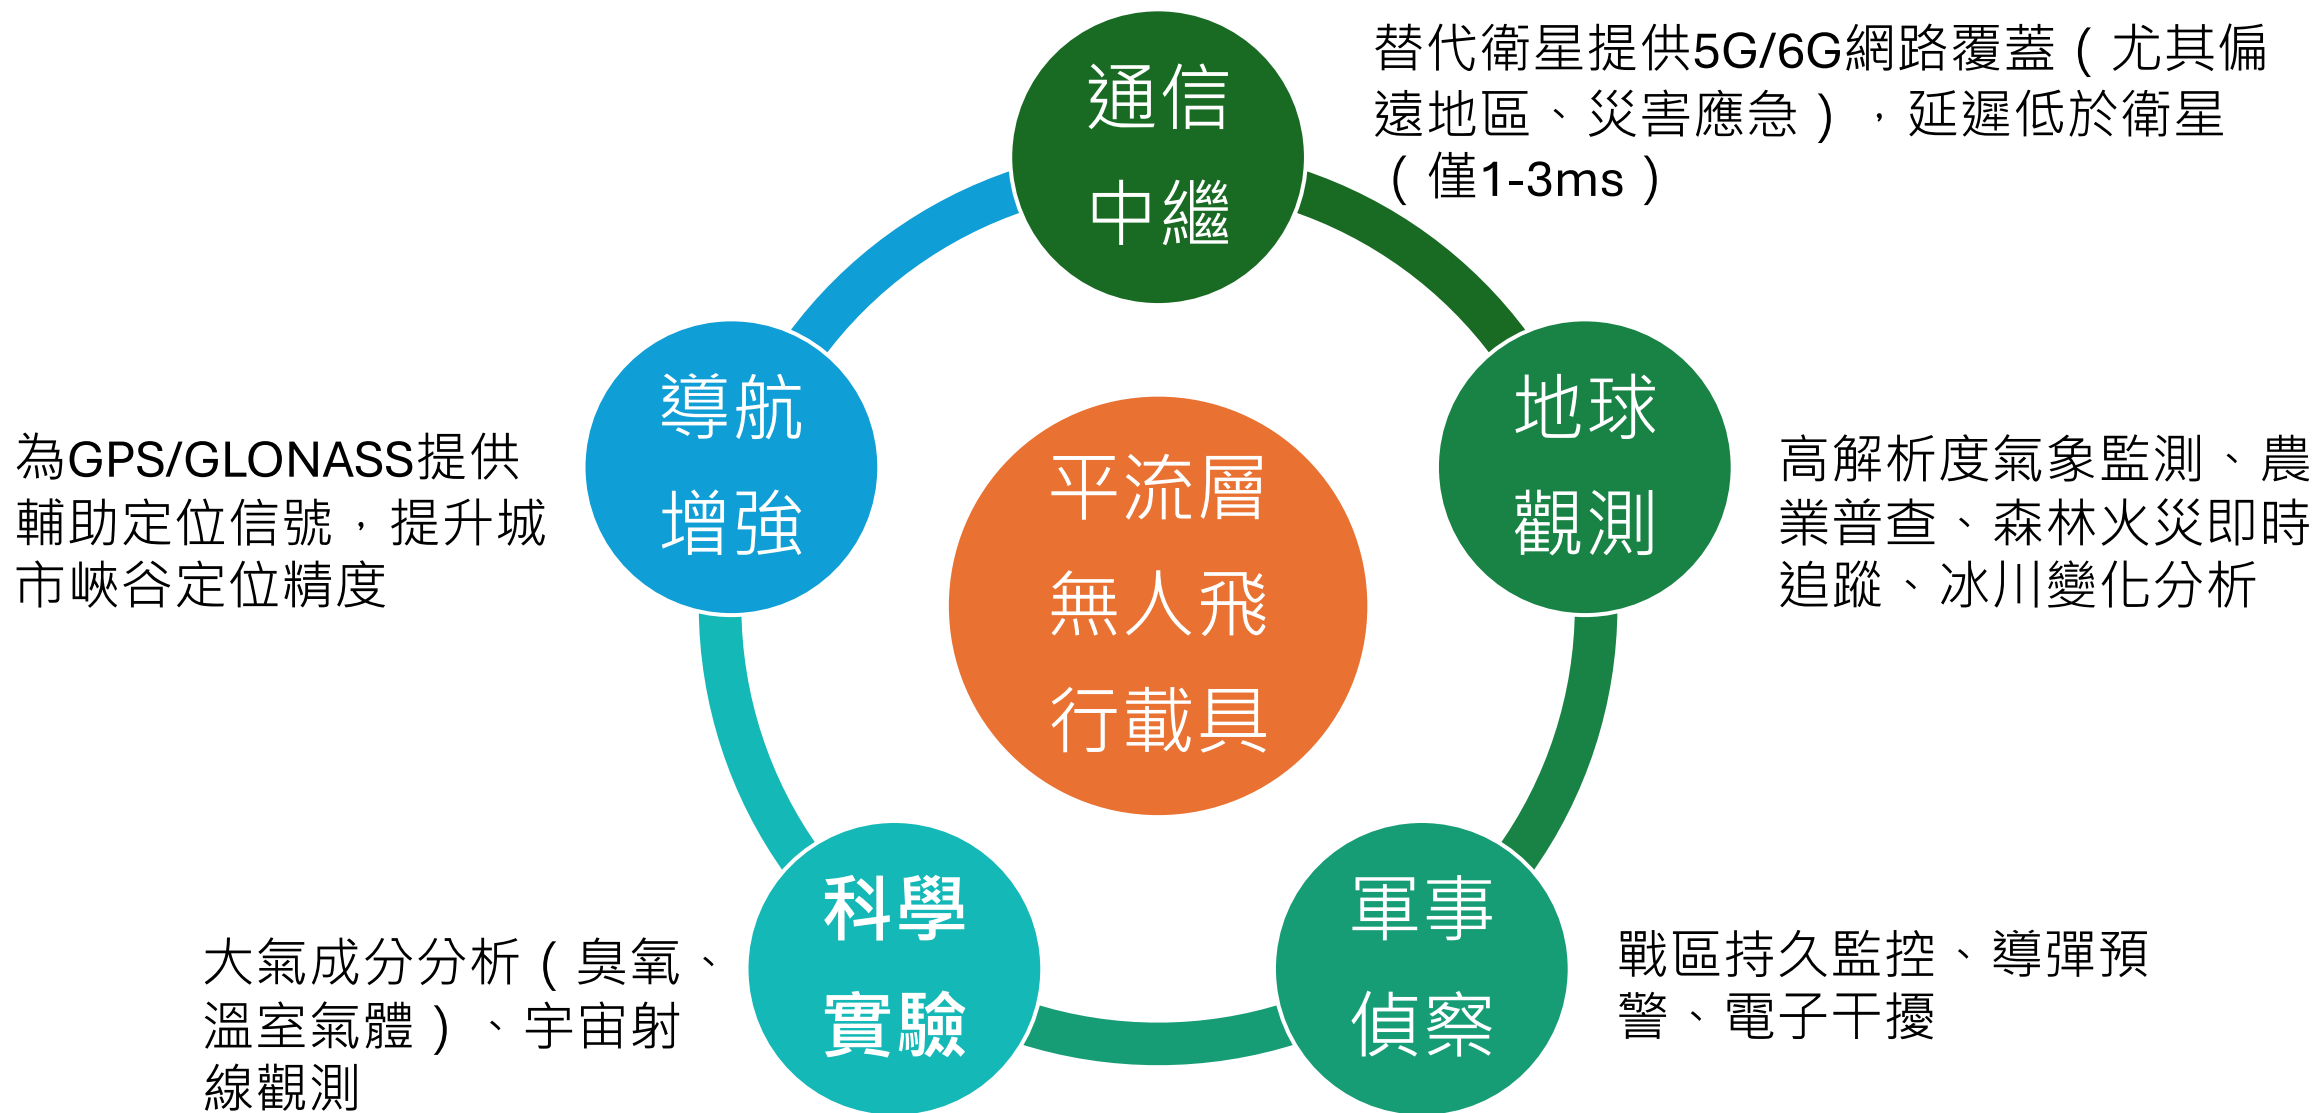 通信
中繼
替代衛星提供5G/6G網路覆蓋（尤其偏
遠地區、災害應急），延遲低於衛星
（僅1-3ms）
地球
觀測
高解析度氣象監測、農
業普查、森林火災即時
追蹤、冰川變化分析
軍事
偵察
戰區持久監控、導彈預
警、電子干擾
科學
實驗
大氣成分分析（臭氧、
溫室氣體）、宇宙射
線觀測
導航
增強
為GPS/GLONASS提供
輔助定位信號，提升城
市峽谷定位精度
平流層
無人飛
行載具